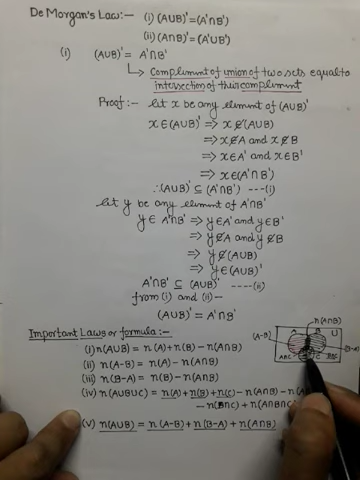 De Morgan's Law:- (i) (A∪B)' = (A'∩B')
(ii) (A∩B)' = (A'∪B')
(i) (A∪B)' = A'∩B'
↳ Complement of union of two sets equal to
intersection of their complement
Proof:- let x be any element of (A∪B)'
x∈(A∪B)' ⇒ x∉(A∪B)
⇒ x∉A and x∉B
⇒ x∈A' and x∈B'
⇒ x∈(A'∩B')
∴(A∪B)' ⊆ (A'∩B') ----(i)
let y be any element of A'∩B'
y∈ A'∩B' ⇒ y∈A' and y∈B'
⇒ y∉A and y∉B
⇒ y∉(A∪B)
⇒ y∈(A∪B)'
A'∩B' ⊆ (A∪B)' ----(ii)
from (i) and (ii)-
(A∪B)' = A'∩B'
n(A∩B)
Important Laws or formula:-
A B U
(A-B)
(i) n(A∪B) = n(A)+n(B) - n(A∩B)
(ii) n(A-B) = n(A) - n(A∩B)
C
(iii) n(B-A) = n(B) - n(A∩B)
(iv) n(A∪B∪C) = n(A)+n(B)+n(C)-n(A∩B)-n(A
-n(B∩C)+n(A∩B∩C)
(v) n(A∪B) = n(A-B)+n(B-A)+n(A∩B)